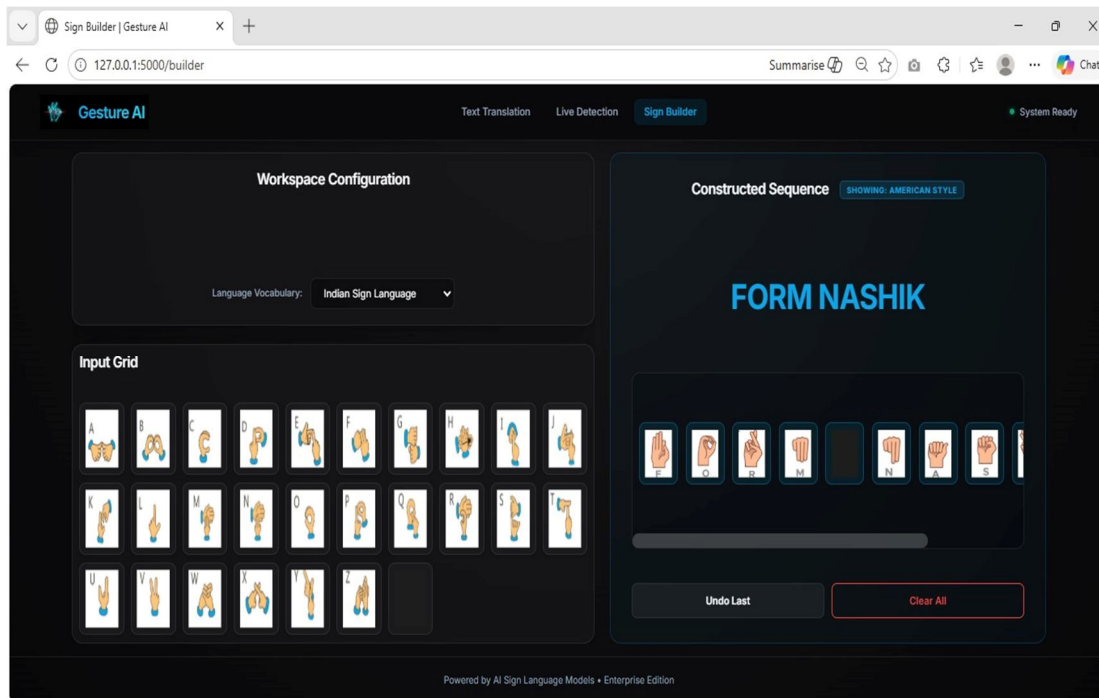 Sign Builder | Gesture AI
127.0.0.1:5000/builder
Summarise
Chat
Gesture AI
Text Translation
Live Detection
Sign Builder
System Ready
Workspace Configuration
Language Vocabulary:
Indian Sign Language
Input Grid
A B C D E F G H I J
K L M N O P Q R S T
U V W X Y Z
Constructed Sequence
SHOWING: AMERICAN STYLE
FORM NASHIK
F O R M N A S
Undo Last
Clear All
Powered by AI Sign Language Models • Enterprise Edition